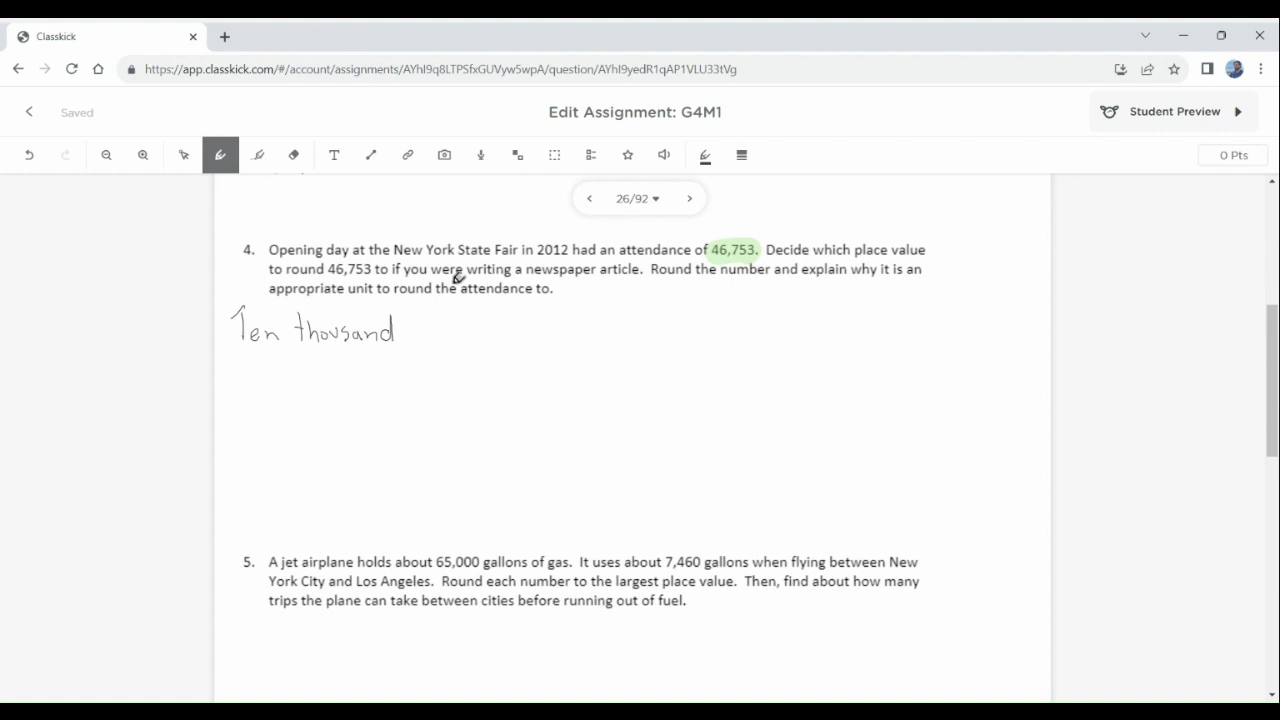 Classkick
https://app.classkick.com/#/account/assignments/AYhI9q8LTPSfxGUVyw5wpA/question/AYhI9yedR1qAP1VLU33tVg
Saved
Edit Assignment: G4M1
Student Preview
T
0 Pts
26/92
4. Opening day at the New York State Fair in 2012 had an attendance of 46,753. Decide which place value
to round 46,753 to if you were writing a newspaper article. Round the number and explain why it is an
appropriate unit to round the attendance to.
Ten thousand
5. A jet airplane holds about 65,000 gallons of gas. It uses about 7,460 gallons when flying between New
York City and Los Angeles. Round each number to the largest place value. Then, find about how many
trips the plane can take between cities before running out of fuel.